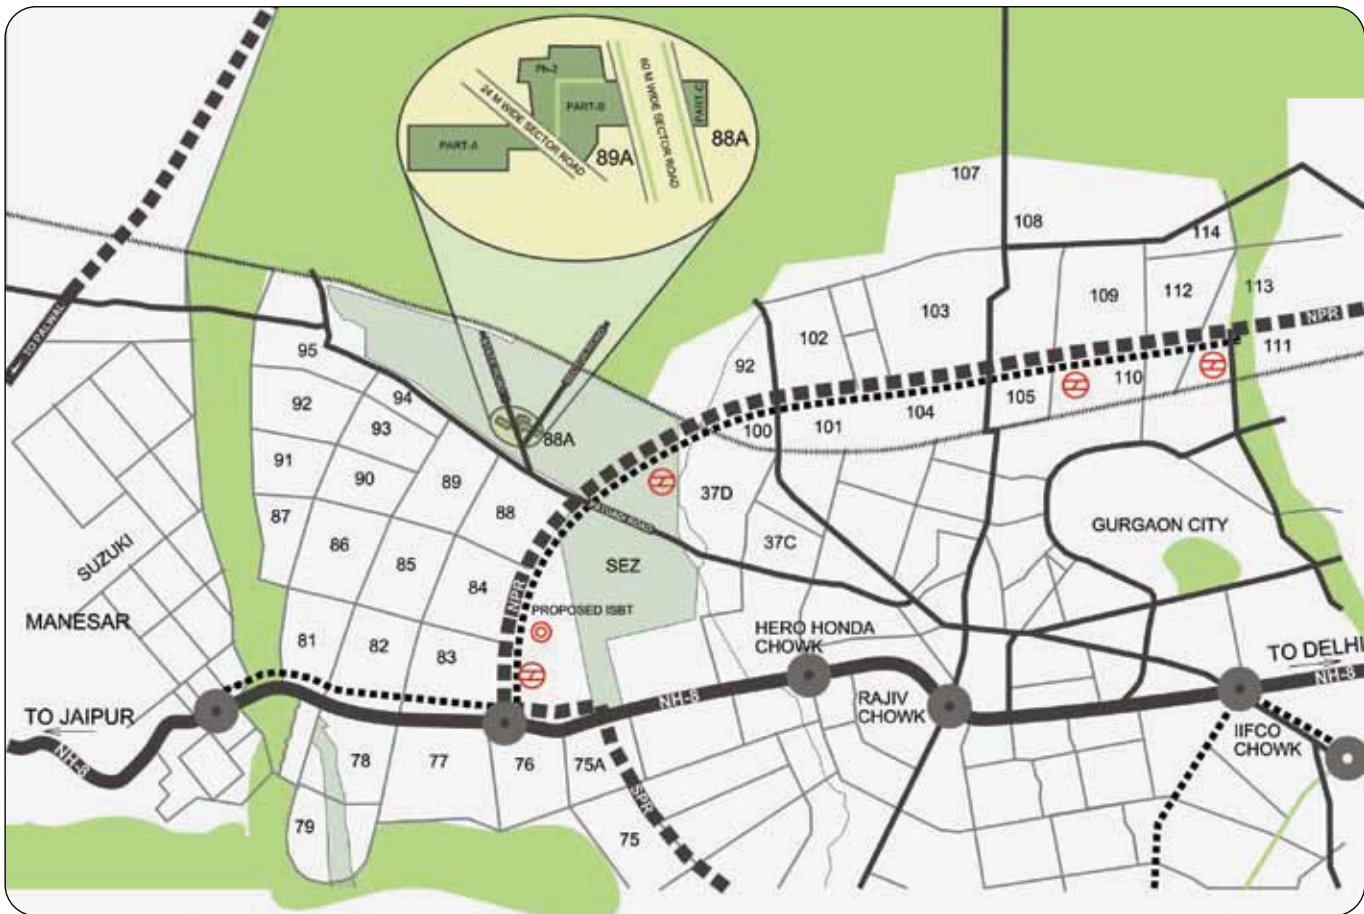 Ph-2
24 M WIDE SECTOR ROAD
60 M WIDE SECTOR ROAD
PART-B
PART-C
PART-A
89A
88A
107
108
114
113
109
112
103
102
NPR
TO PALWAL
95
92
111
94
92
110
105
104
93
101
100
88A
91
90
89
37D
88
87
PATAUDI ROAD
GURGAON CITY
86
37C
SUZUKI
85
SEZ
84
NPR
PROPOSED ISBT
MANESAR
81
82
83
HERO HONDA
CHOWK
TO DELHI
NH-8
NH-8
RAJIV
CHOWK
TO JAIPUR
NH-8
IIFCO
CHOWK
78
77
76
75A
SPR
79
75